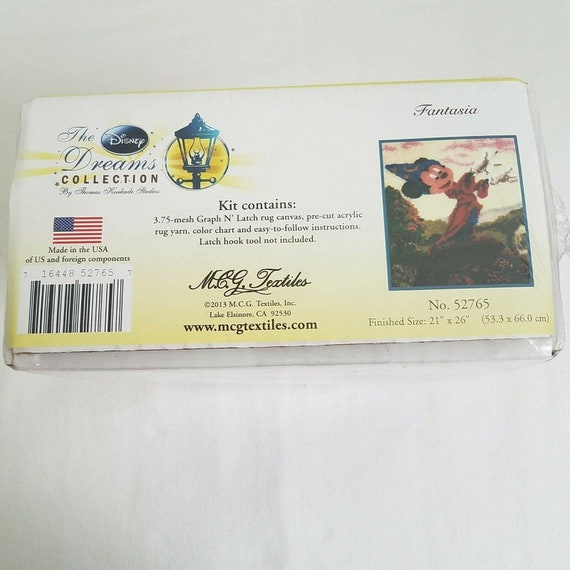 The Disney
Dreams
COLLECTION
By Thomas Kinkade Studios
Made in the USA
of US and foreign components
7 16448 52765 7
Kit contains:
3.75-mesh Graph N' Latch rug canvas, pre-cut acrylic
rug yarn, color chart and easy-to-follow instructions.
Latch hook tool not included.
M.C.G. Textiles
©2013 M.C.G. Textiles, Inc.
Lake Elsinore, CA 92530
www.mcgtextiles.com
Fantasia
No. 52765
Finished Size: 21" x 26" (53.3 x 66.0 cm)